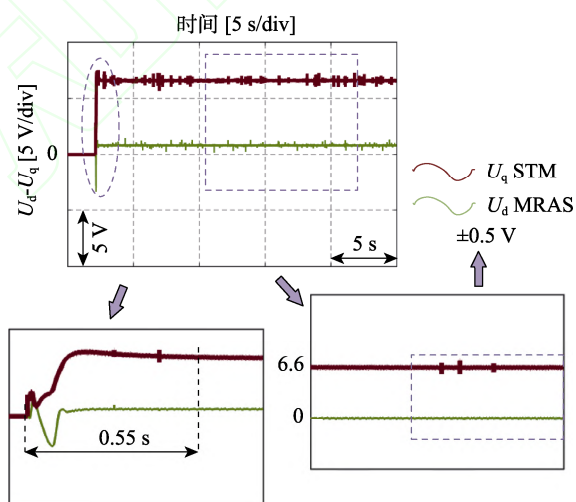 时间 [5 s/div]
U_d-U_q [5 V/div]
0
5 V
5 s
U_q STM
U_d MRAS
±0.5 V
0.55 s
6.6
0